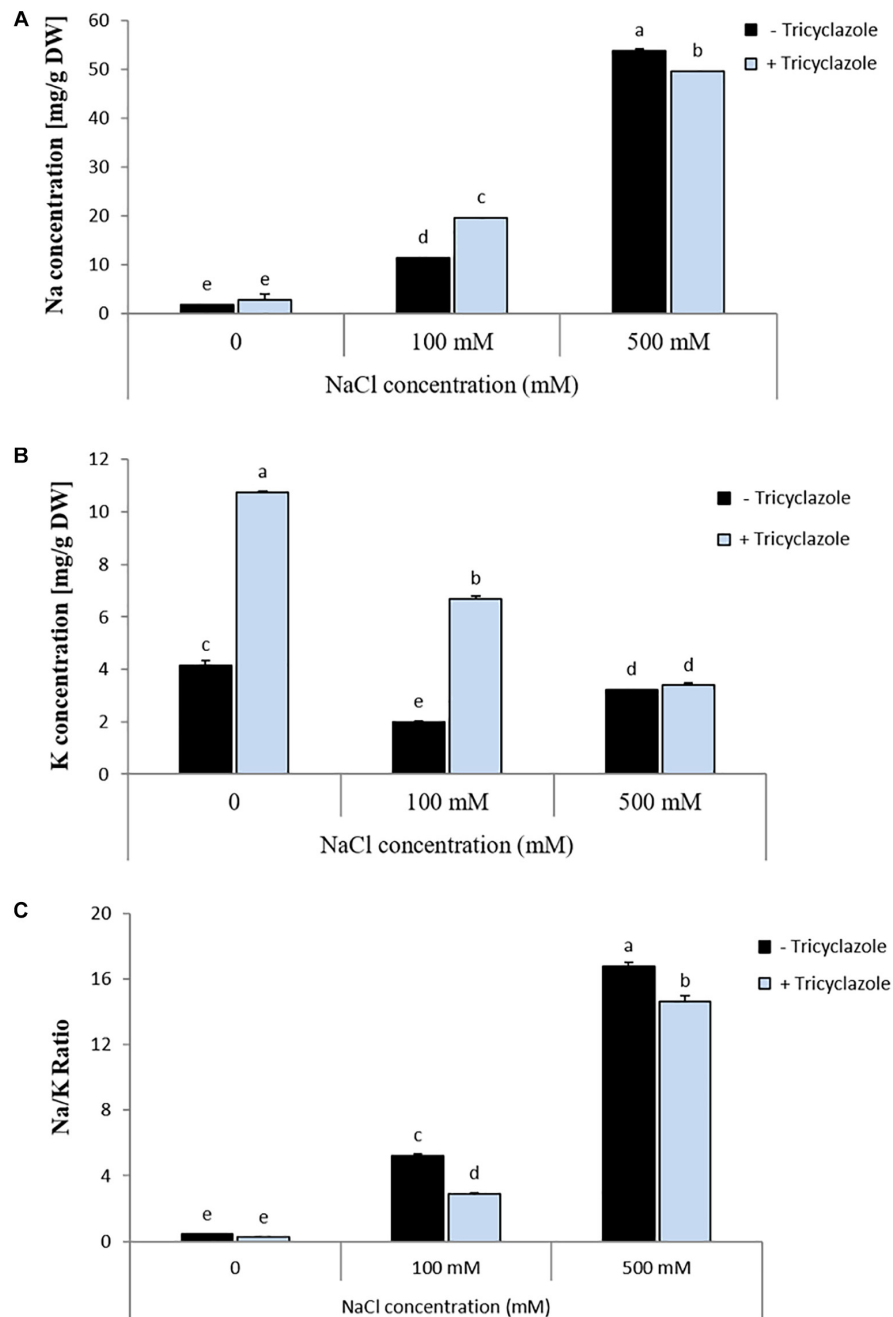 A
Na concentration [mg/g DW]
60
50
40
30
20
10
0
e
e
d
c
a
b
- Tricyclazole
+ Tricyclazole
0
100 mM
500 mM
NaCl concentration (mM)
B
K concentration [mg/g DW]
12
10
8
6
4
2
0
c
a
e
b
d
d
- Tricyclazole
+ Tricyclazole
0
100 mM
500 mM
NaCl concentration (mM)
C
Na/K Ratio
20
16
12
8
4
0
e
e
c
d
a
b
- Tricyclazole
+ Tricyclazole
0
100 mM
500 mM
NaCl concentration (mM)